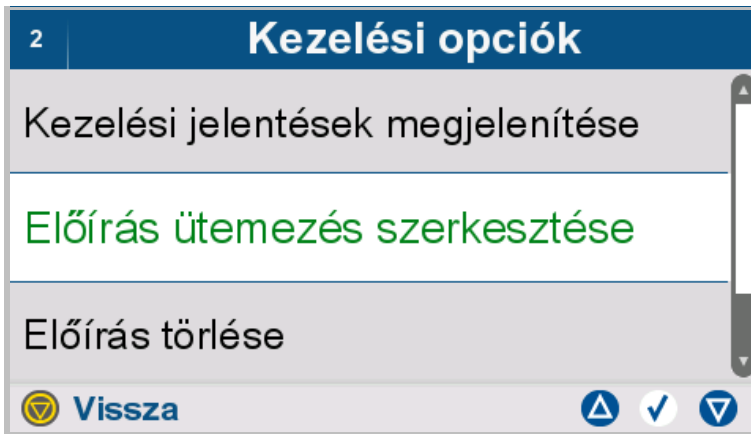 2
Kezelési opciók
Kezelési jelentések megjelenítése
Előírás ütemezés szerkesztése
Előírás törlése
Vissza